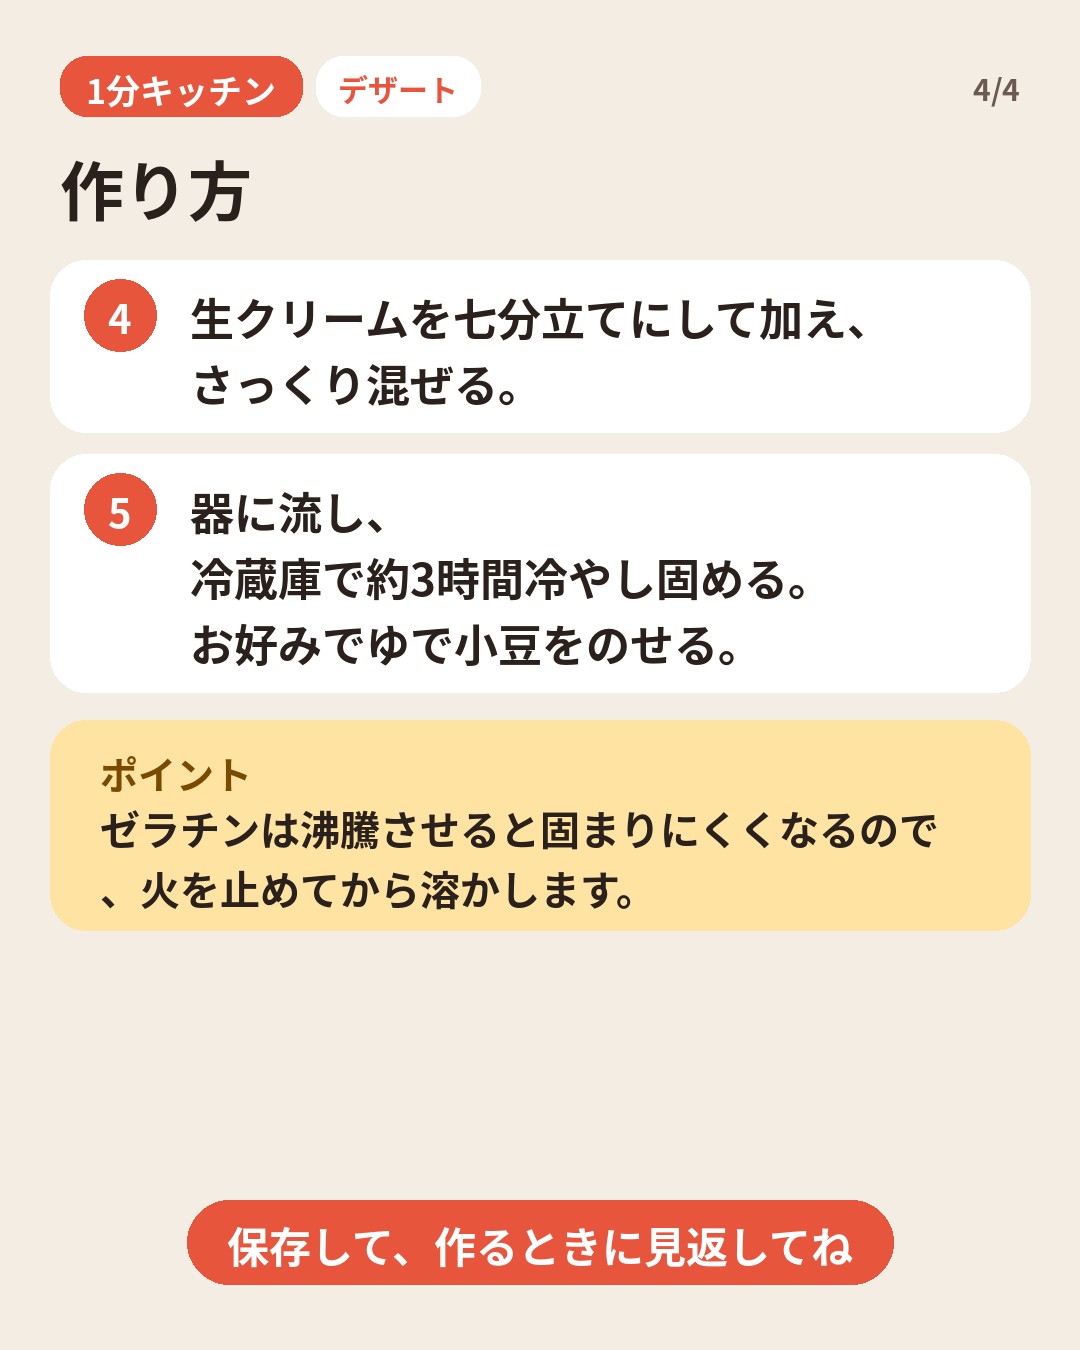 1分キッチン
デザート
4/4
作り方
4
生クリームを七分立てにして加え、
さっくり混ぜる。
5
器に流し、
冷蔵庫で約3時間冷やし固める。
お好みでゆで小豆をのせる。
ポイント
ゼラチンは沸騰させると固まりにくくなるので
、火を止めてから溶かします。
保存して、作るときに見返してね